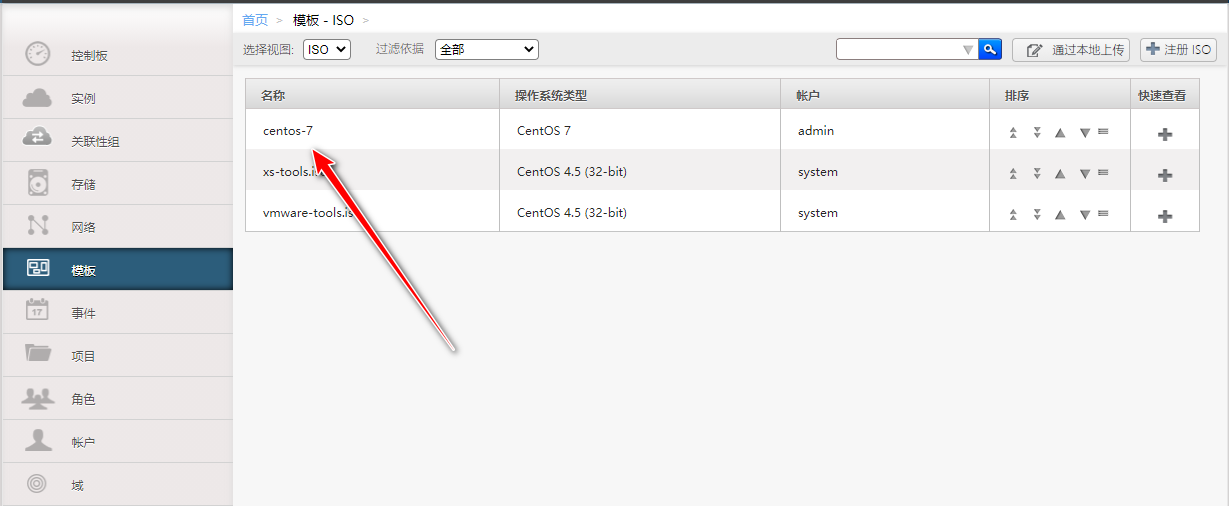 首页 > 模板 - ISO >
选择视图: ISO 过滤依据 全部 通过本地上传 注册 ISO
控制板
实例
关联性组
存储
网络
模板
17
事件
项目
角色
帐户
域
名称 操作系统类型 帐户 排序 快速查看
centos-7 CentOS 7 admin
xs-tools.is CentOS 4.5 (32-bit) system
vmware-tools.is CentOS 4.5 (32-bit) system